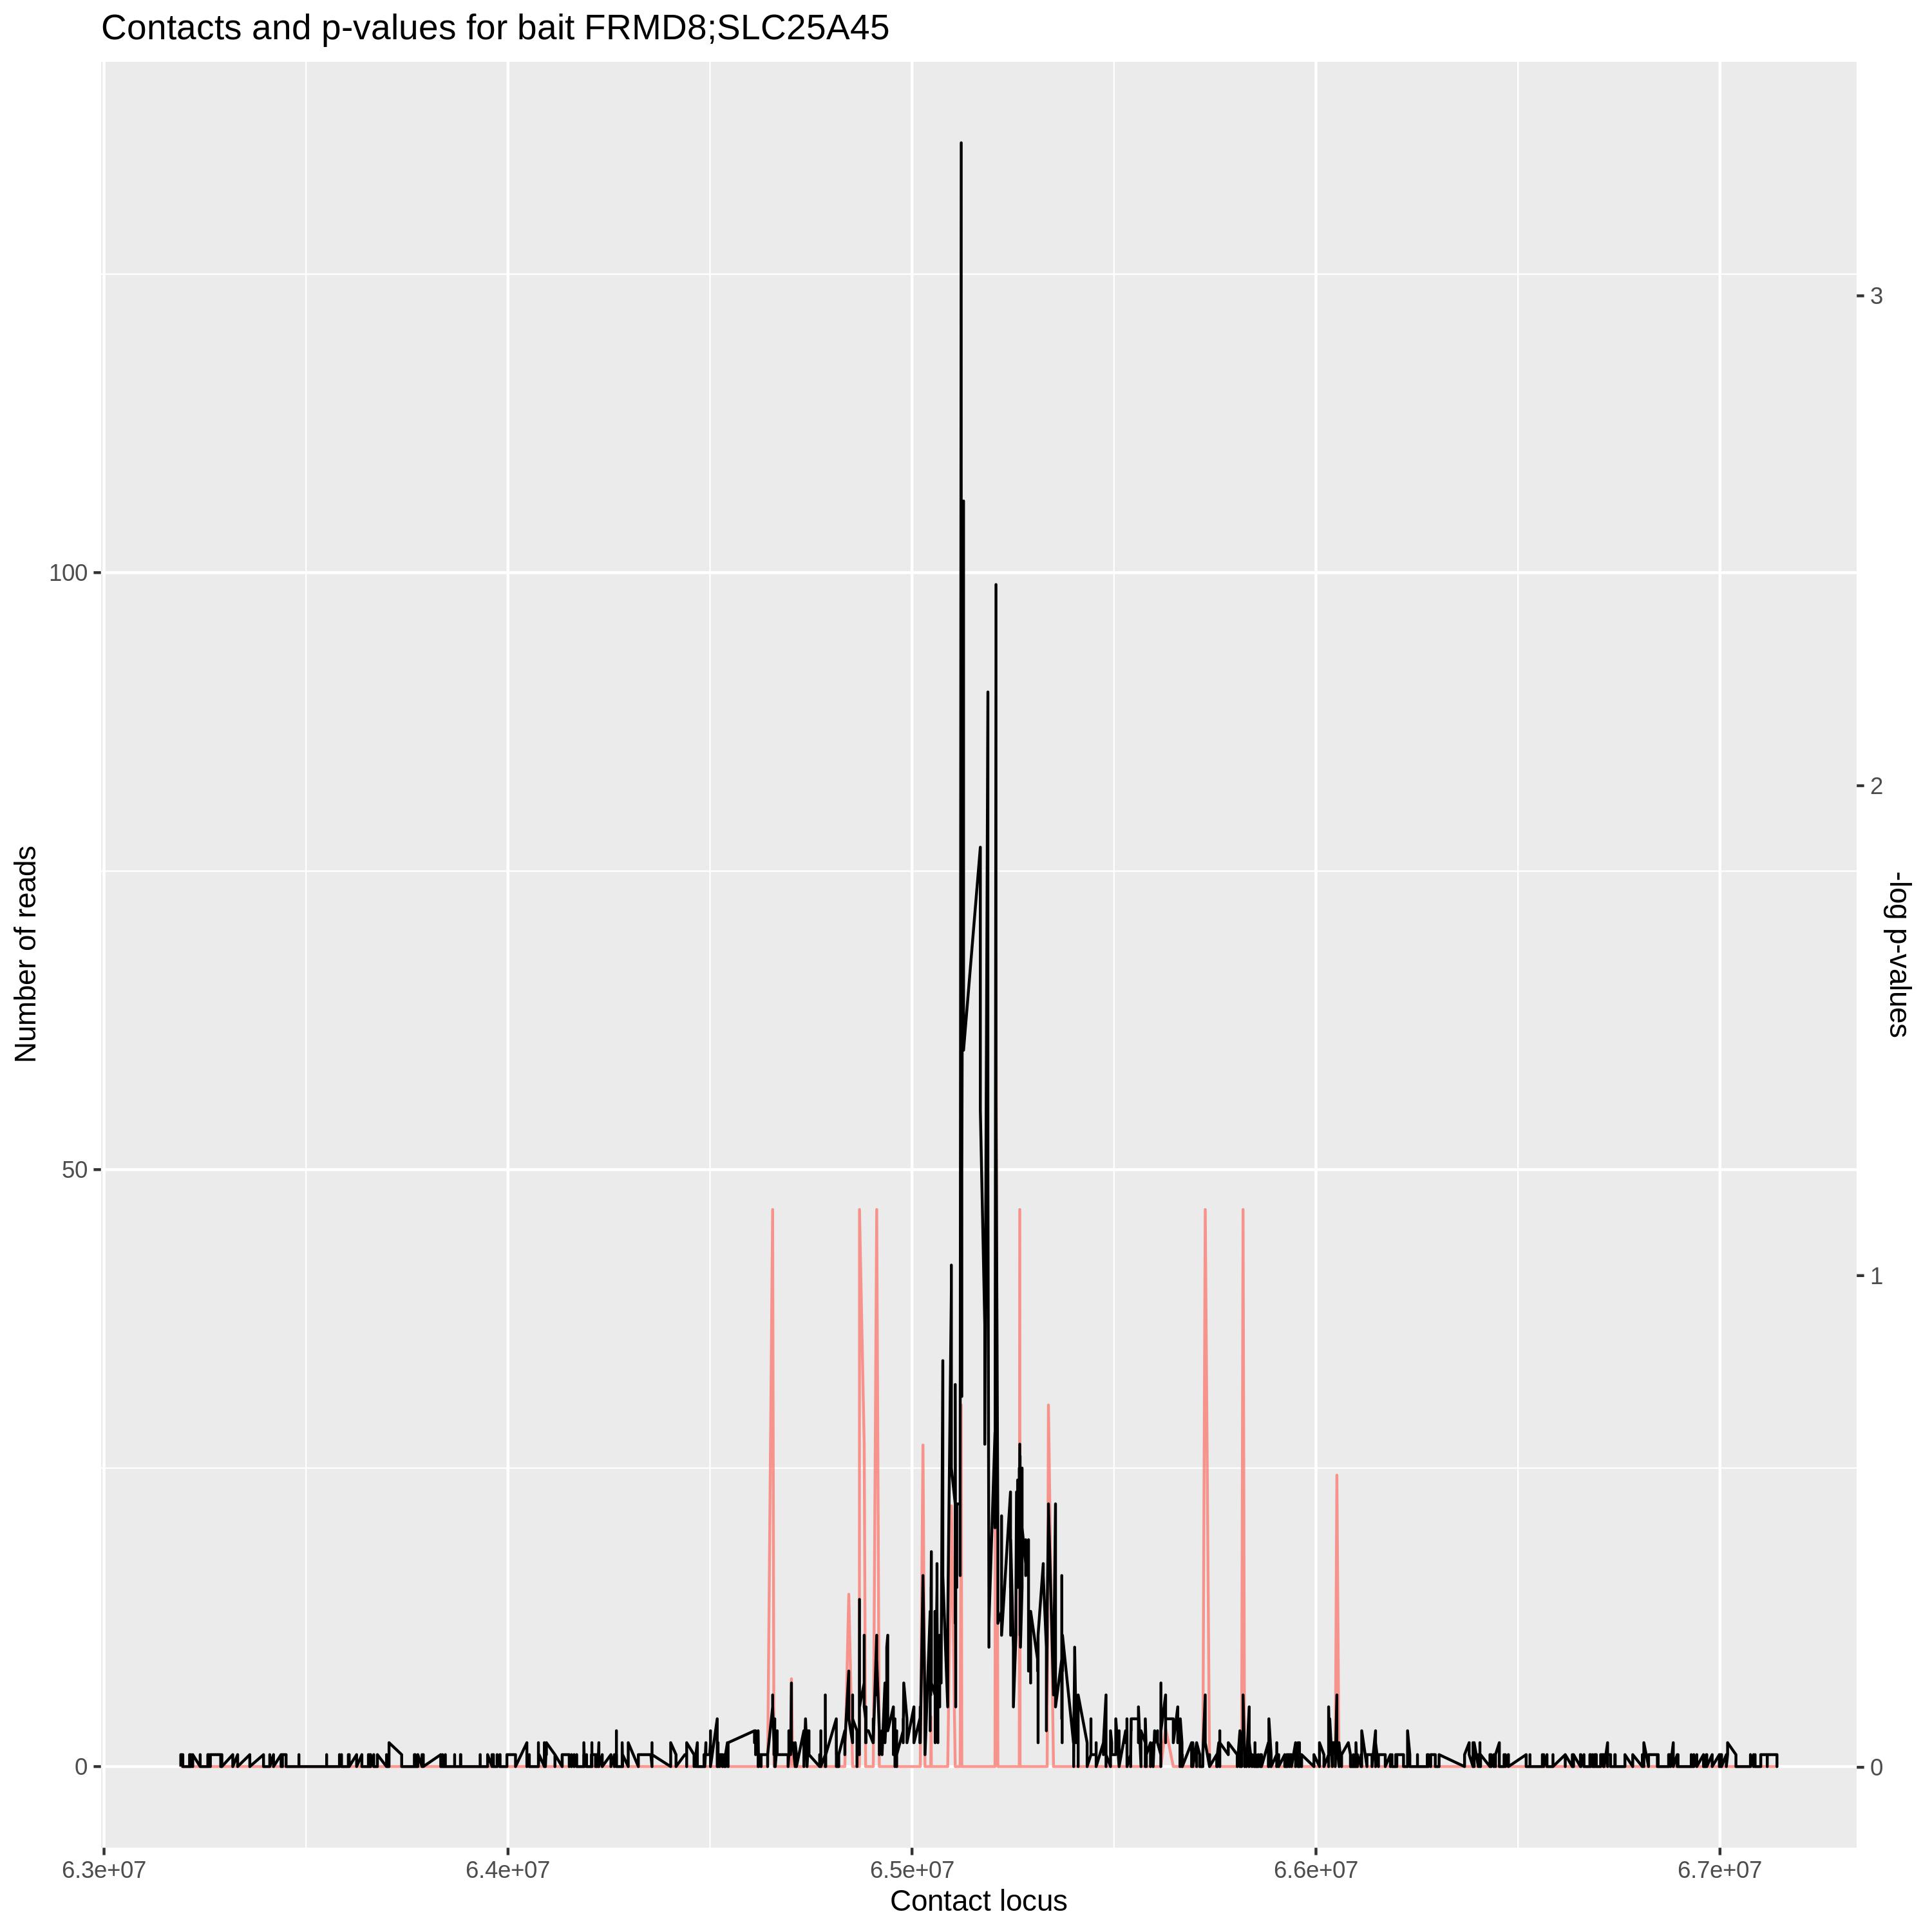 Contacts and p-values for bait FRMD8;SLC25A45
Number of reads
100
50
0
3
2
1
0
-log p-values
6.3e+07
6.4e+07
6.5e+07
6.6e+07
6.7e+07
Contact locus